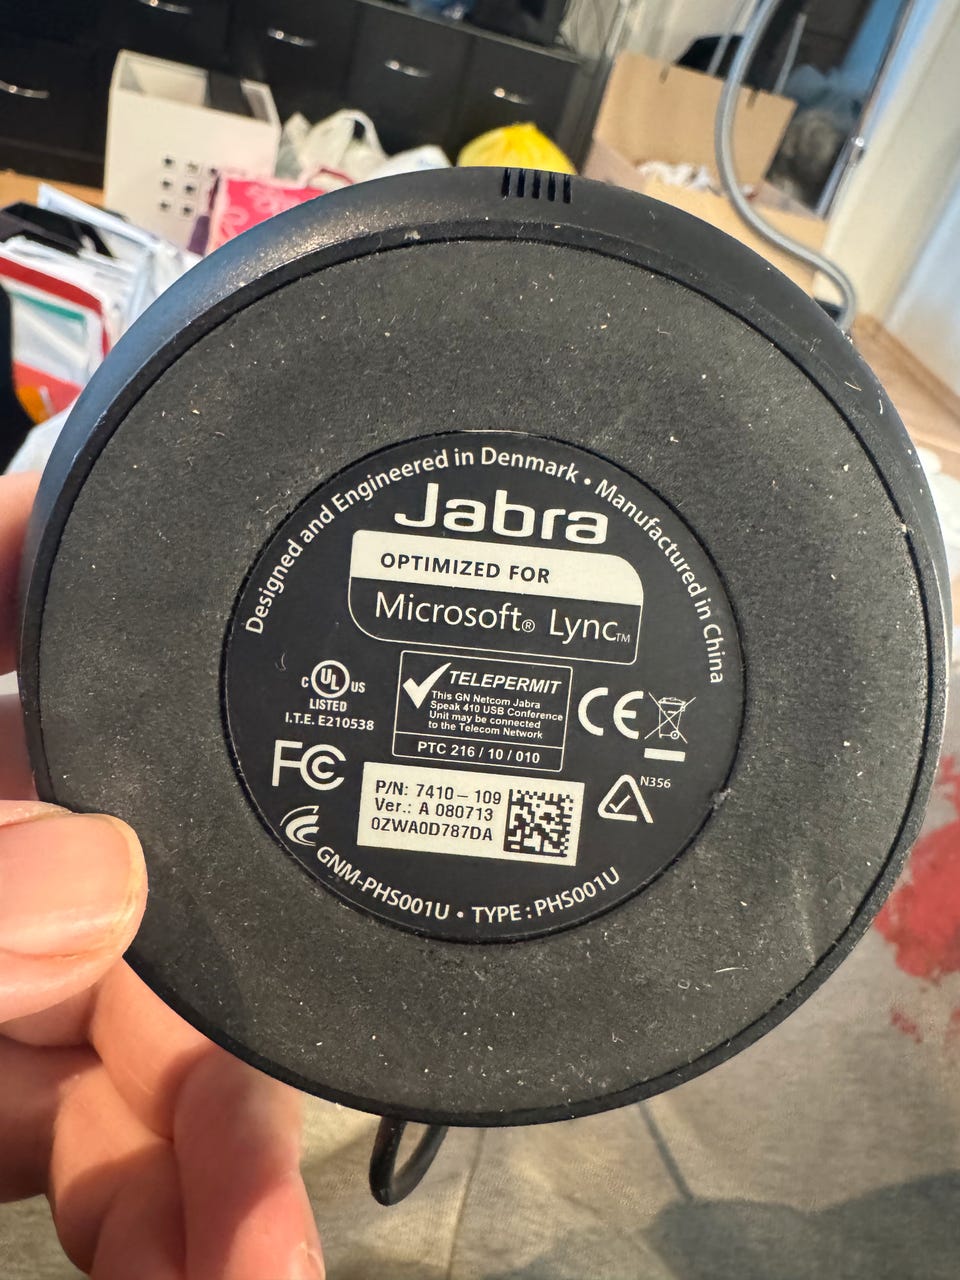 Designed and Engineered in Denmark • Manufactured in China
Jabra
OPTIMIZED FOR
Microsoft® Lync™
C UL US
LISTED
I.T.E. E210538
TELEPERMIT
This GN Netcom Jabra
Speak 410 USB Conference
Unit may be connected
to the Telecom Network
PTC 216 / 10 / 010
CE
FC
N356
P/N: 7410-109
Ver.: A 080713
0ZWA0D787DA
GNM-PHS001U • TYPE : PHS001U